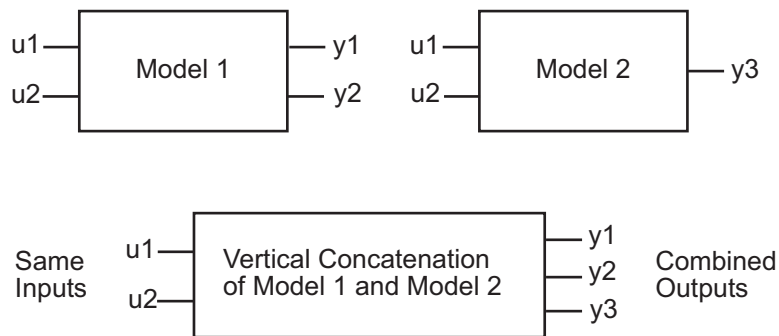 u1
u2
Model 1
y1
y2
u1
u2
Model 2
y3
Same
Inputs
u1
u2
Vertical Concatenation
of Model 1 and Model 2
y1
y2
y3
Combined
Outputs